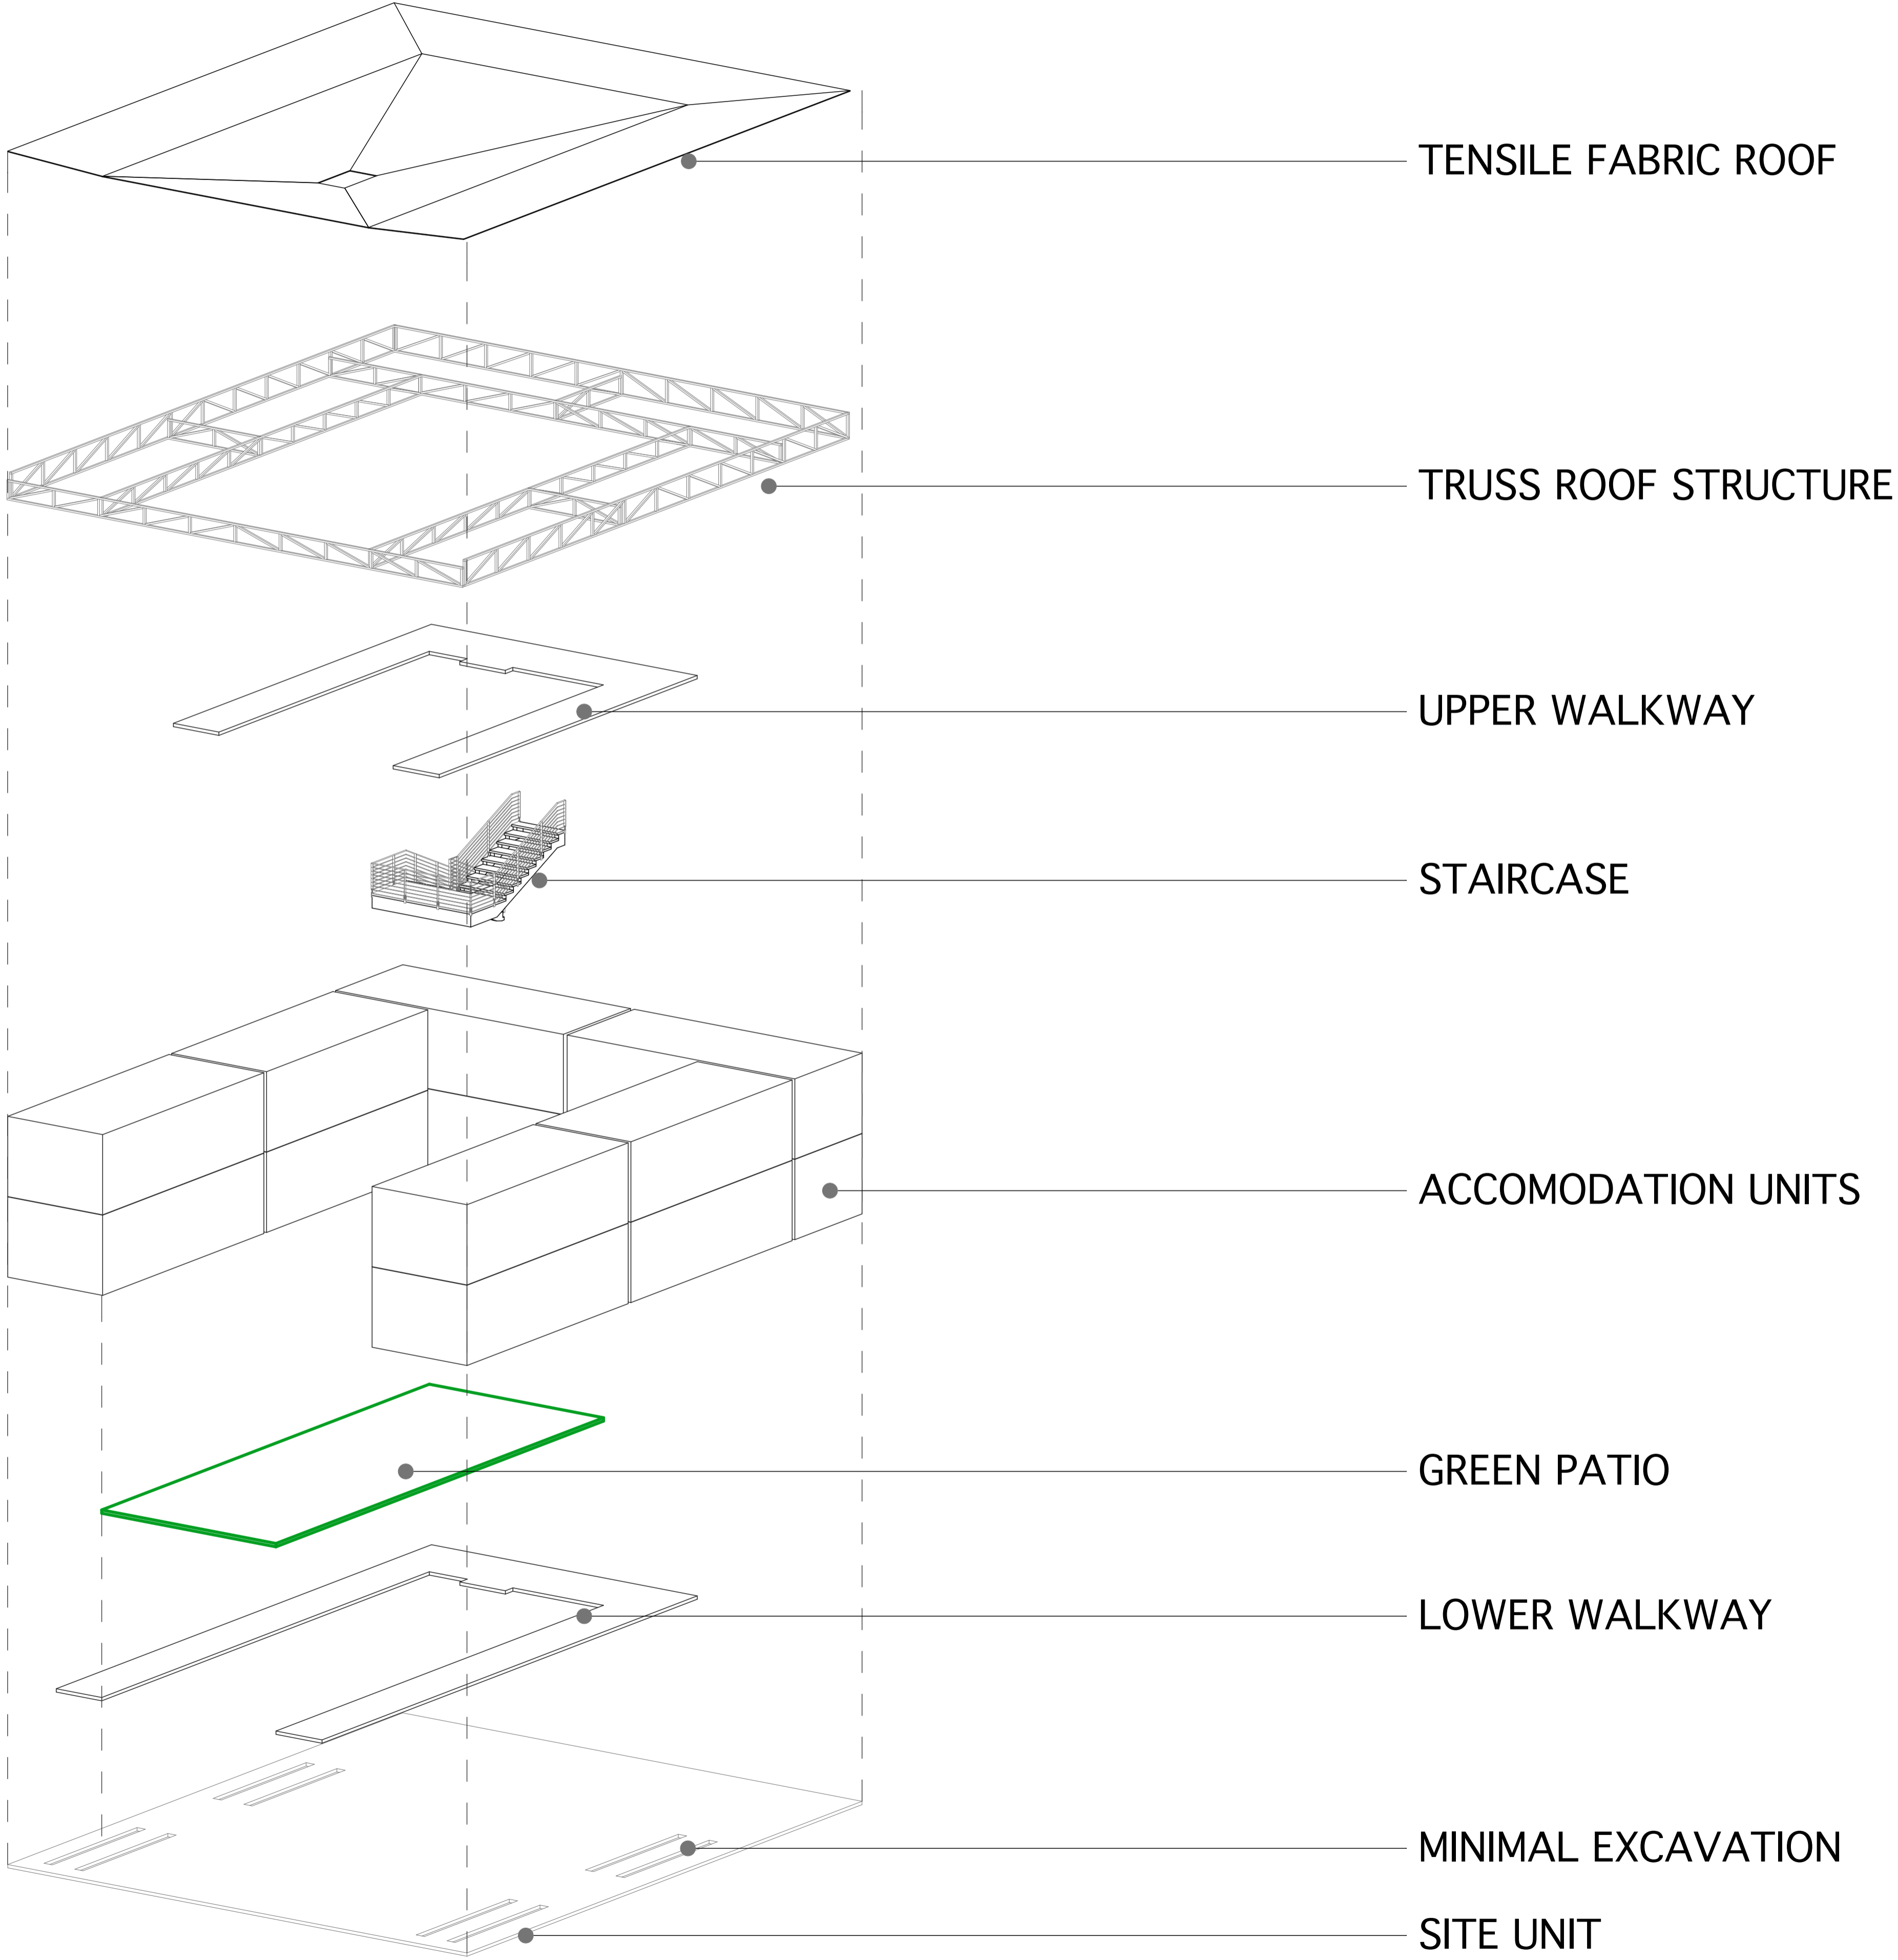 TENSILE FABRIC ROOF
TRUSS ROOF STRUCTURE
UPPER WALKWAY
STAIRCASE
ACCOMODATION UNITS
GREEN PATIO
LOWER WALKWAY
MINIMAL EXCAVATION
SITE UNIT